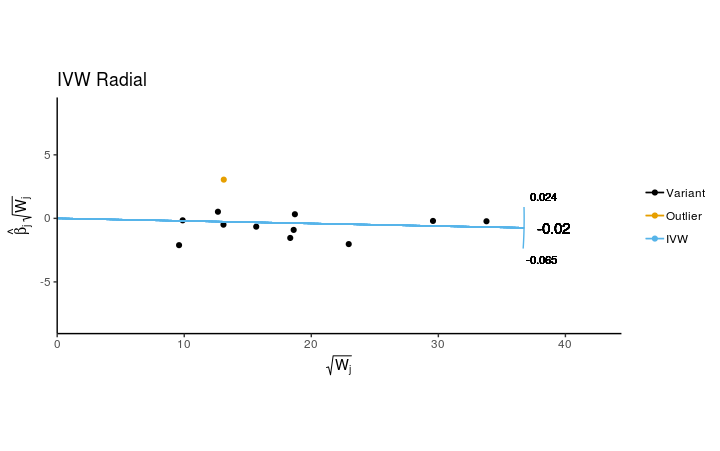 IVW Radial
β̂ⱼ√Wⱼ
5
0
-5
0
10
20
30
40
√Wⱼ
0.024
-0.02
-0.065
Variant
Outlier
IVW